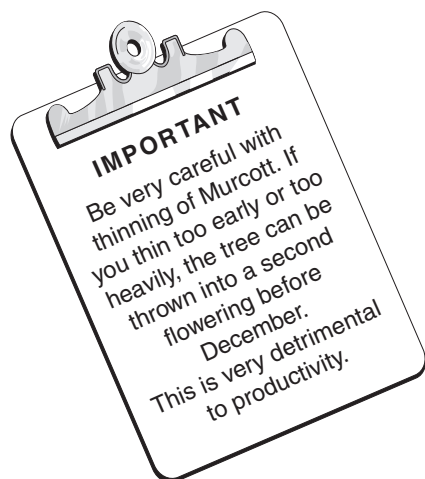 IMPORTANT
Be very careful with
thinning of Murcott. If
you thin too early or too
heavily, the tree can be
thrown into a second
flowering before
December.
This is very detrimental
to productivity.